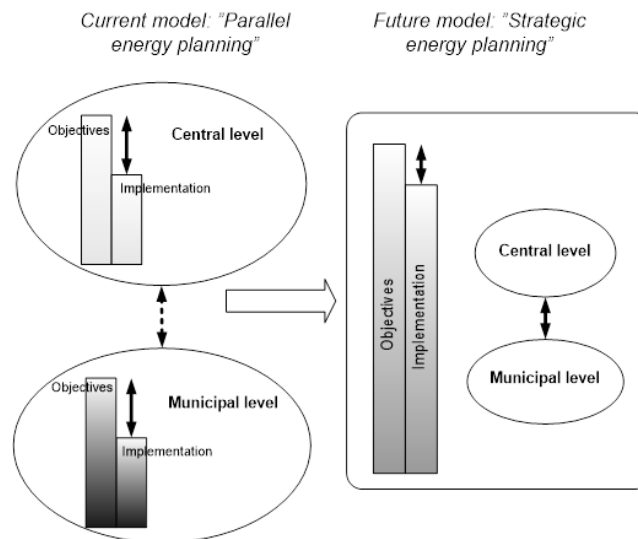 Current model: "Parallel
energy planning"
Future model: "Strategic
energy planning"
Objectives
Central level
Implementation
Objectives
Municipal level
Implementation
Objectives
Implementation
Central level
Municipal level